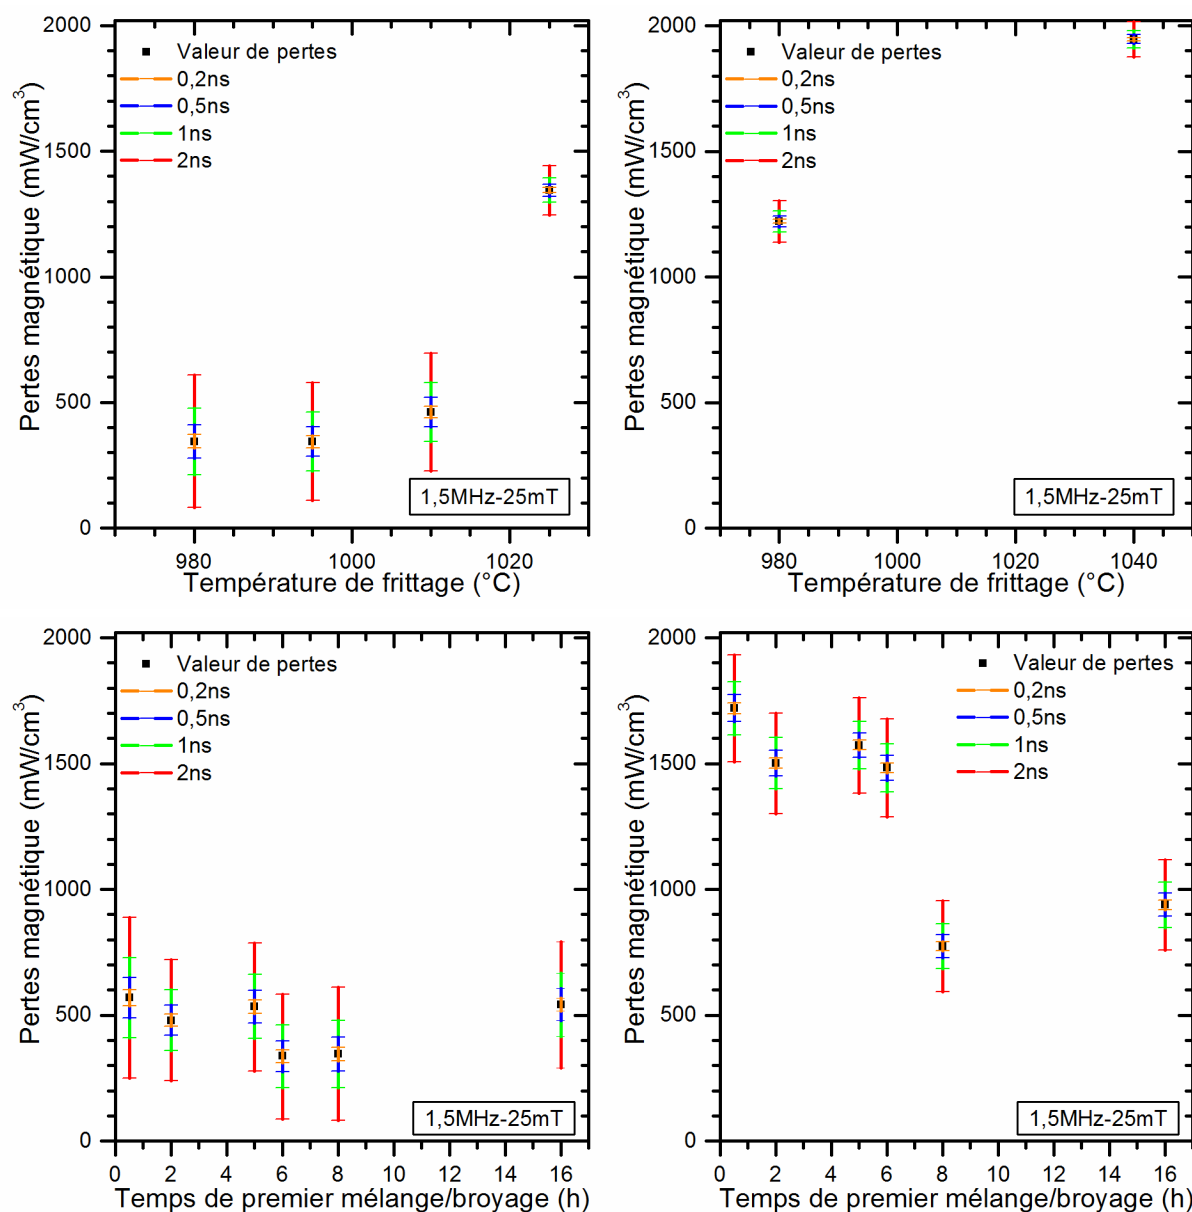 2000
1500
1000
500
0
Pertes magnétique (mW/cm³)
Valeur de pertes
0,2ns
0,5ns
1ns
2ns
1,5MHz-25mT
980 1000 1020
Température de frittage (°C)
2000
1500
1000
500
0
Pertes magnétique (mW/cm³)
Valeur de pertes
0,2ns
0,5ns
1ns
2ns
1,5MHz-25mT
980 1000 1020 1040
Température de frittage (°C)
2000
1500
1000
500
0
Pertes magnétique (mW/cm³)
Valeur de pertes
0,2ns
0,5ns
1ns
2ns
1,5MHz-25mT
0 2 4 6 8 10 12 14 16
Temps de premier mélange/broyage (h)
2000
1500
1000
500
0
Pertes magnétique (mW/cm³)
Valeur de pertes
0,2ns
0,5ns
1ns
2ns
1,5MHz-25mT
0 2 4 6 8 10 12 14 16
Temps de premier mélange/broyage (h)